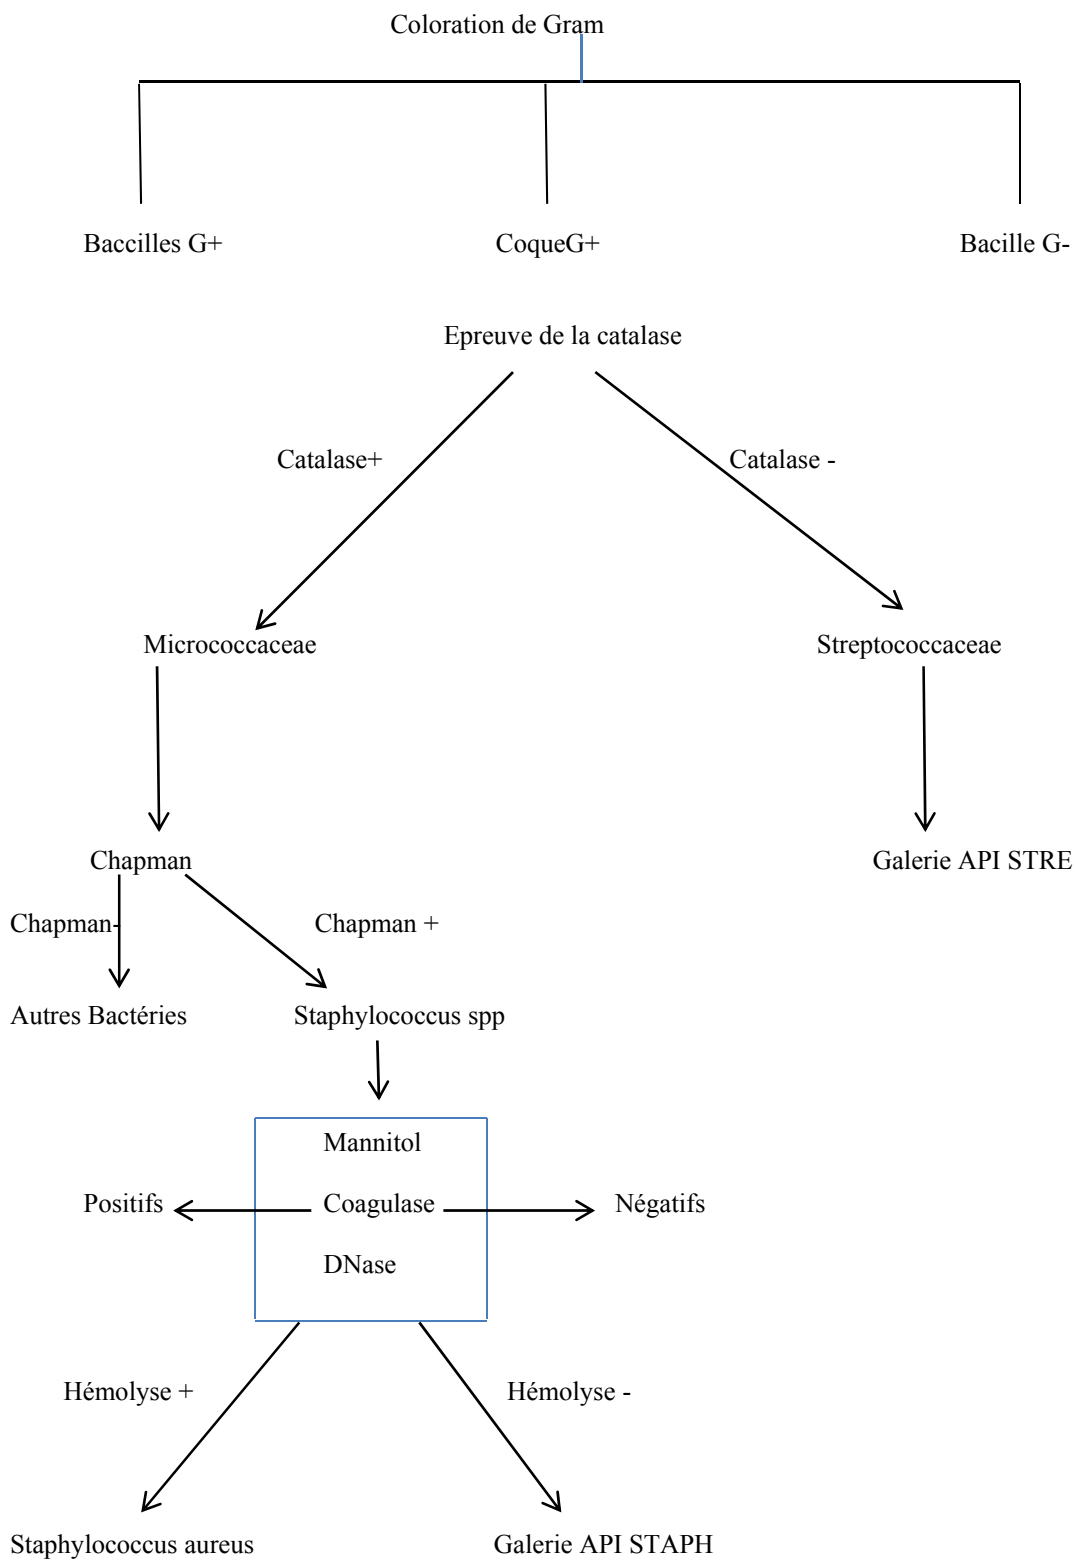 Coloration de Gram
Baccilles G+ CoqueG+ Bacille G-
Epreuve de la catalase
Catalase+ Catalase -
Micrococcaceae Streptococcaceae
Chapman Galerie API STRE
Chapman- Chapman +
Autres Bactéries Staphylococcus spp
Mannitol
Positifs Coagulase Négatifs
DNase
Hémolyse + Hémolyse -
Staphylococcus aureus Galerie API STAPH